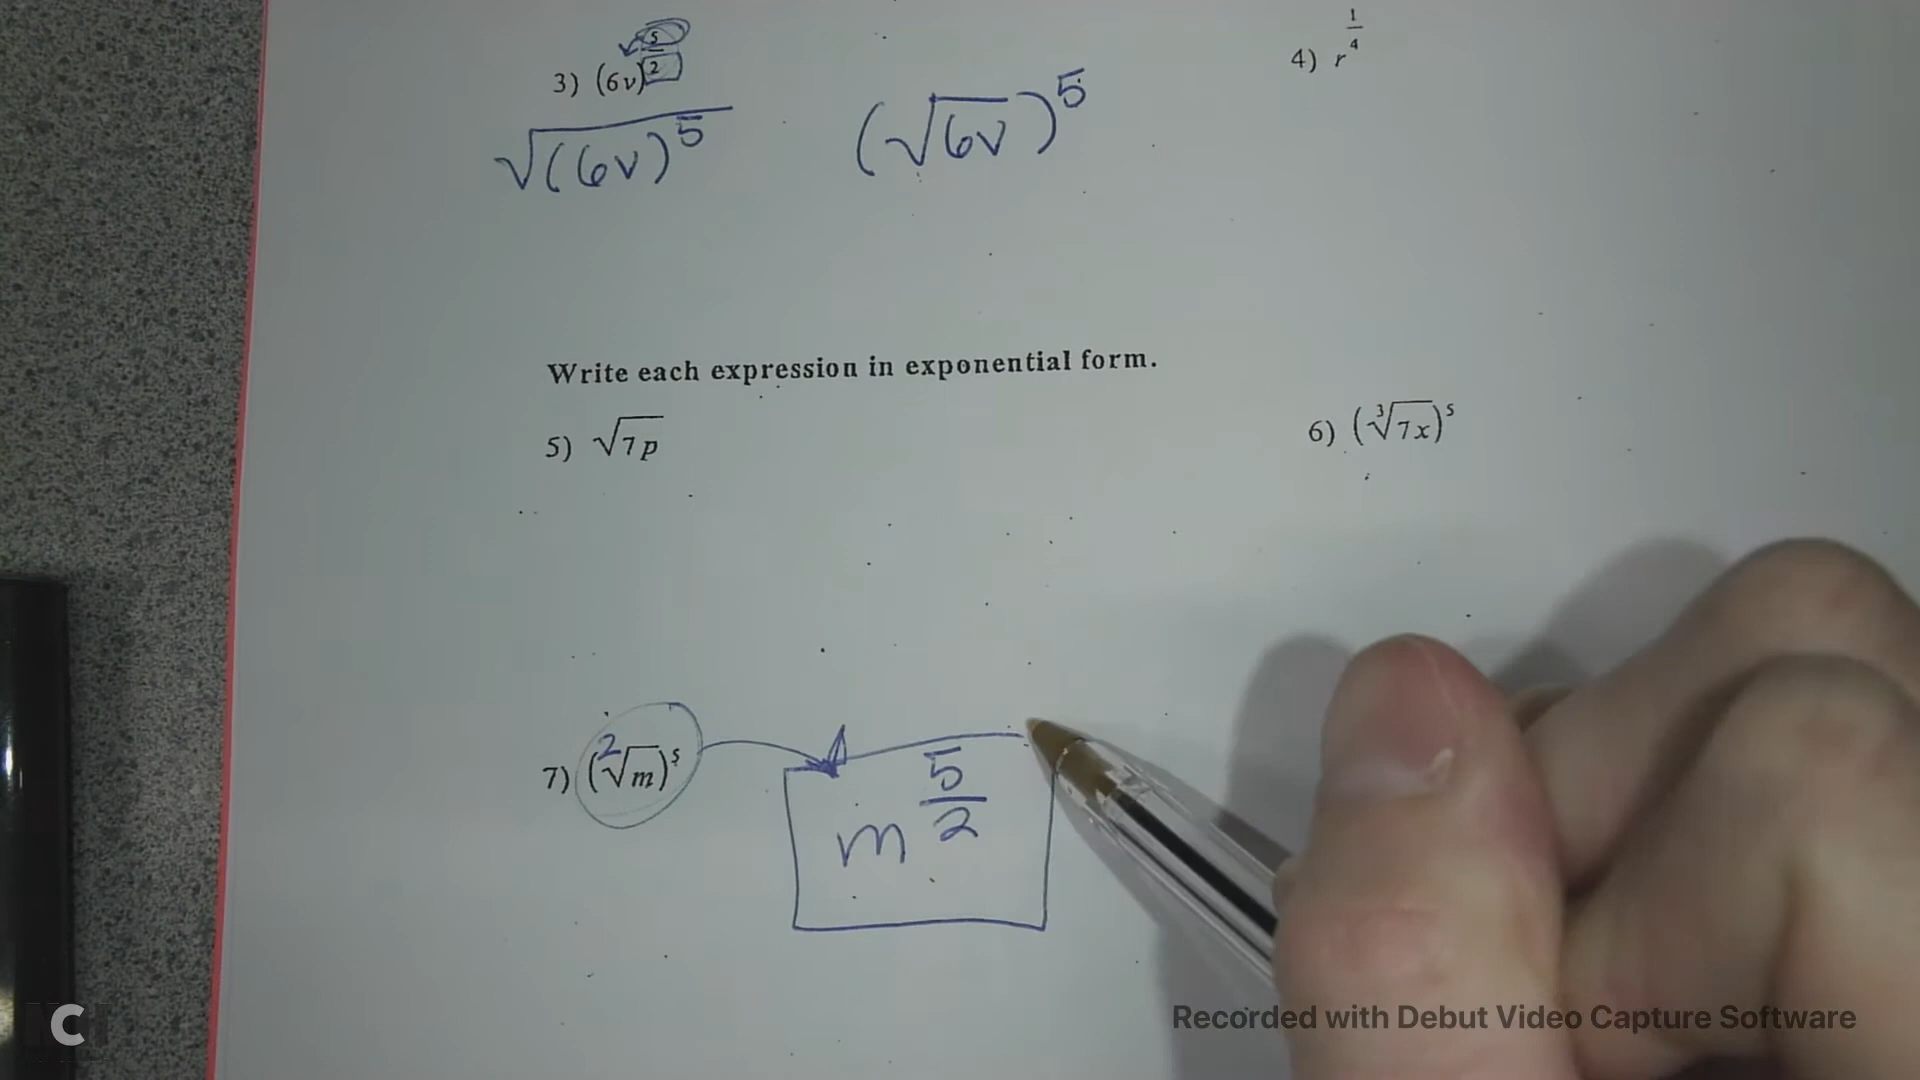 3) (6v)^(5/2)
4) r^(1/4)
√(6v)^5
(√6v)^5
Write each expression in exponential form.
5) √7p
6) (∛7x)^5
7) (²√m)^5
m^(5/2)
Recorded with Debut Video Capture Software